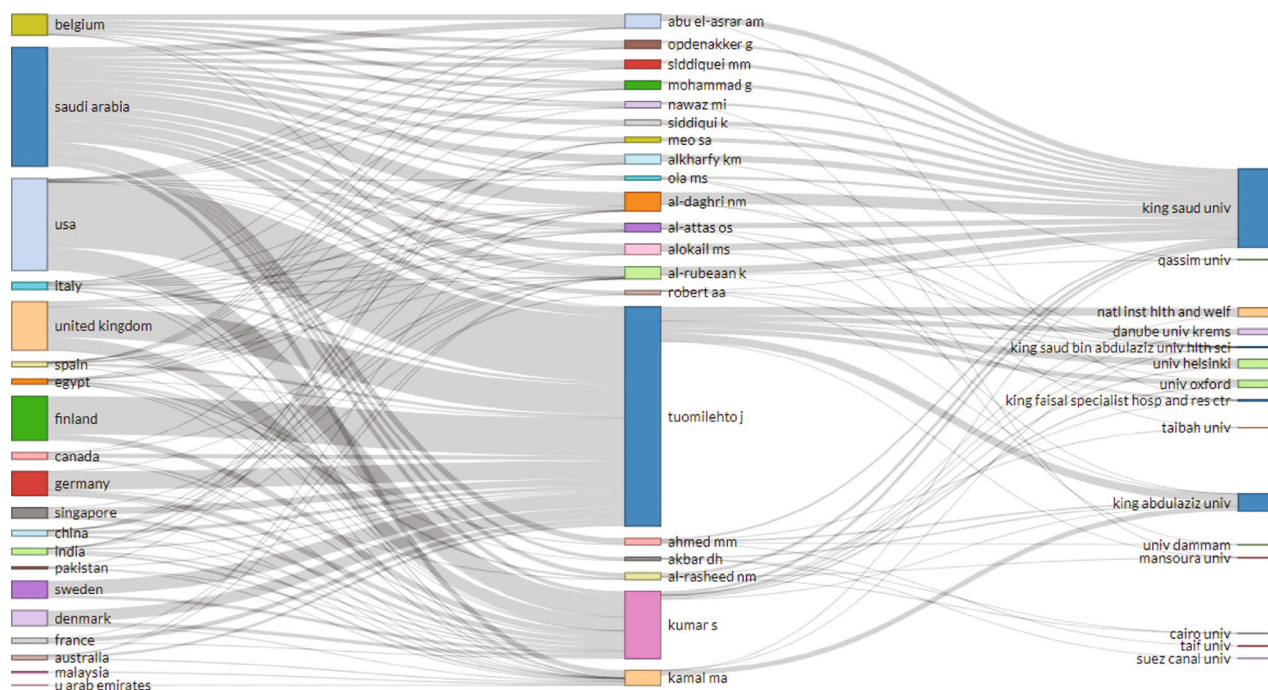 belgium
saudi arabia
usa
italy
united kingdom
spain
egypt
finland
canada
germany
singapore
china
india
pakistan
sweden
denmark
france
australia
malaysia
u arab emirates
abu el-asrar am
opdenakker g
siddiquei mm
mohammad g
nawaz mi
siddiqui k
meo sa
alkharfy km
ola ms
al-daghri nm
al-attas os
alokail ms
al-rubeaan k
robert aa
tuomilehto j
ahmed mm
akbar dh
al-rasheed nm
kumar s
kamal ma
king saud univ
qassim univ
natl inst hlth and welf
danube univ krems
king saud bin abdulaziz univ hlth sci
univ helsinki
univ oxford
king faisal specialist hosp and res ctr
taibah univ
king abdulaziz univ
univ dammam
mansoura univ
cairo univ
taif univ
suez canal univ